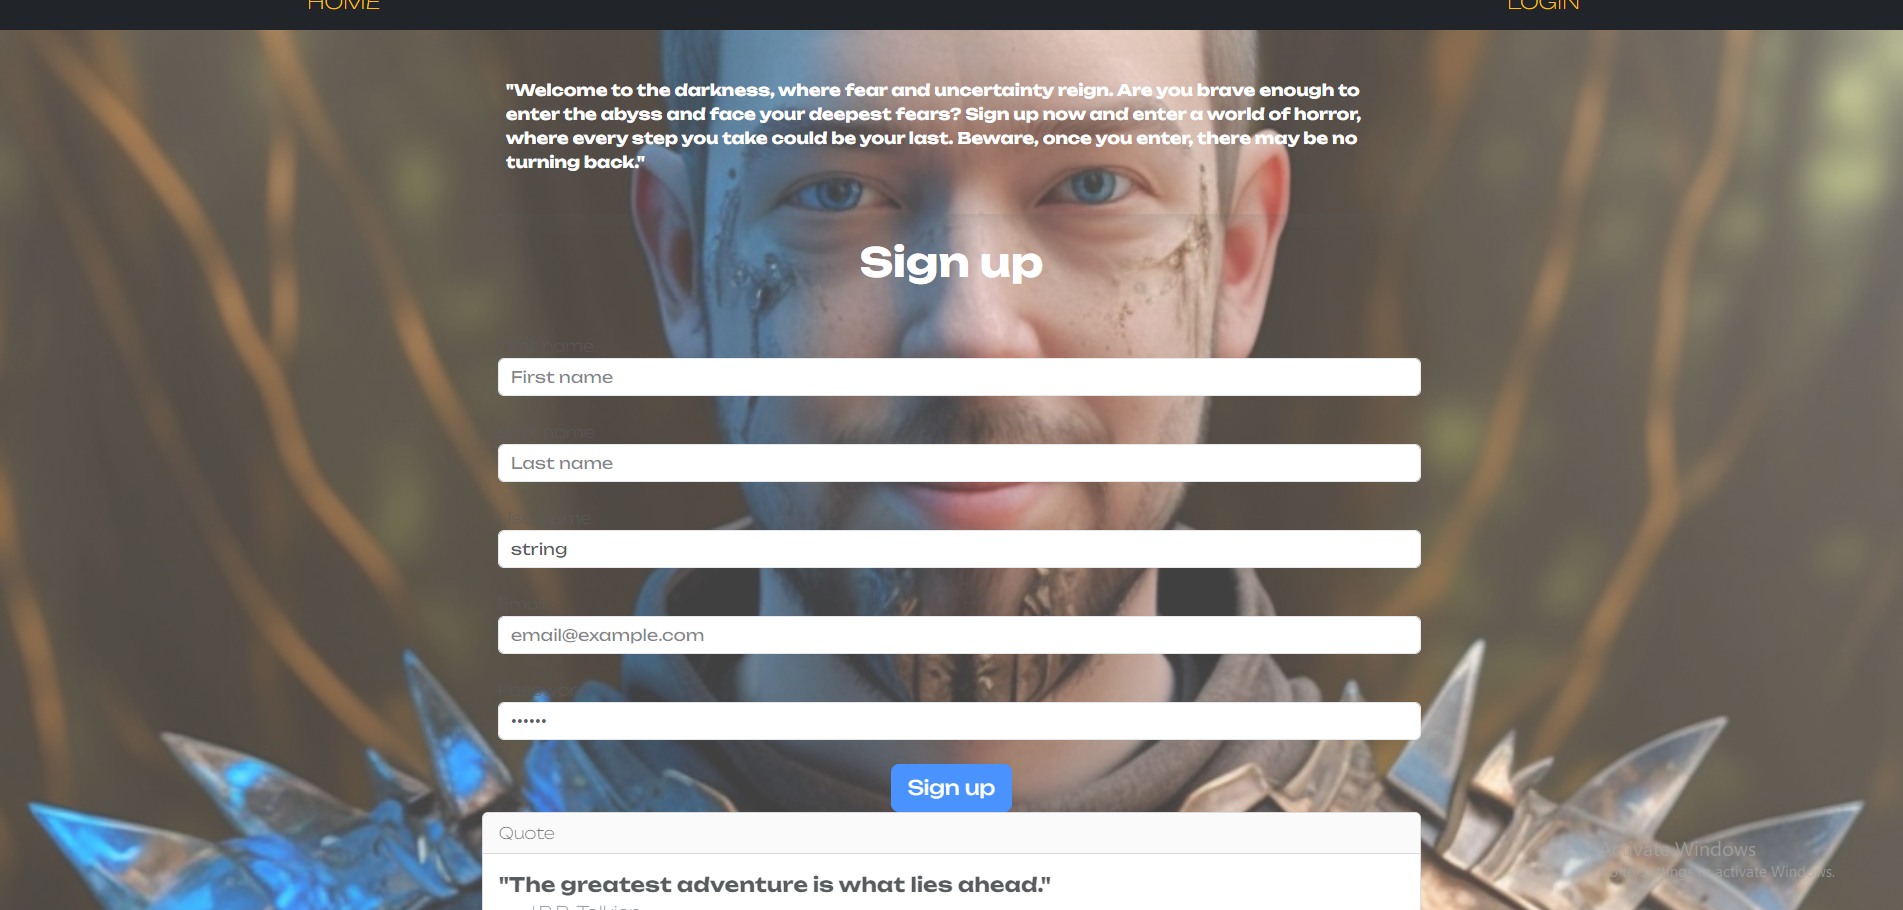 HOME
LOGIN
"Welcome to the darkness, where fear and uncertainty reign. Are you brave enough to
enter the abyss and face your deepest fears? Sign up now and enter a world of horror,
where every step you take could be your last. Beware, once you enter, there may be no
turning back."
Sign up
name
First name
name
Last name
string
Email
email@example.com
Password
••••••
Sign up
Quote
"The greatest adventure is what lies ahead."
Activate Windows
Go to Settings to activate Windows.